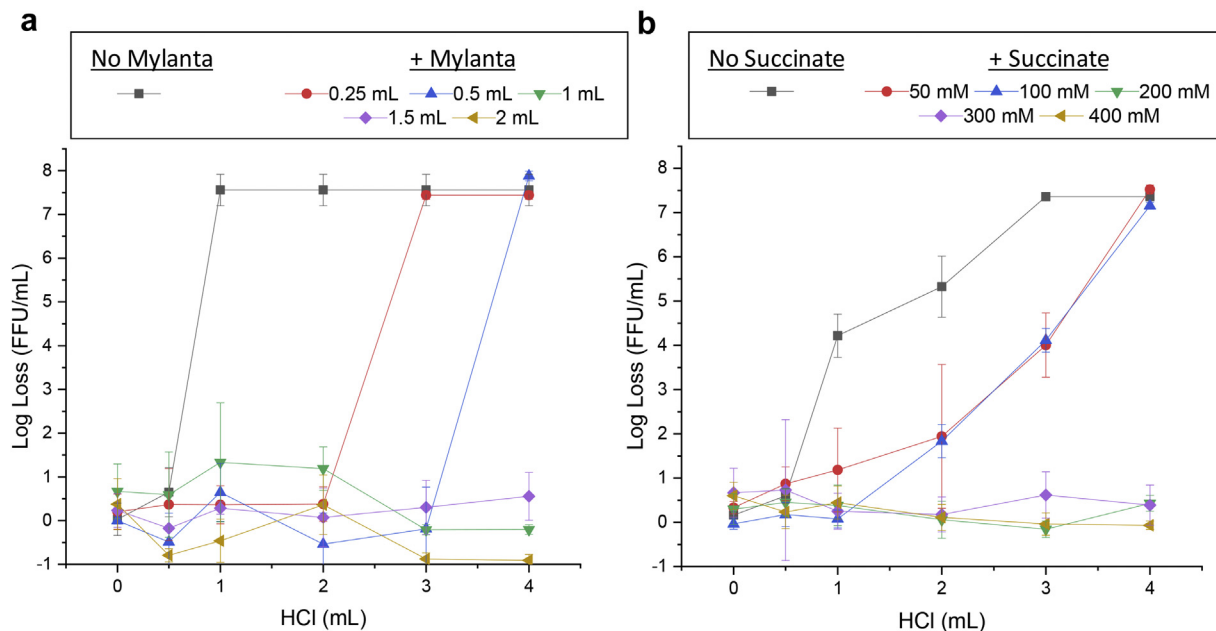 a
No Mylanta + Mylanta
0.25 mL 0.5 mL 1 mL
1.5 mL 2 mL
8
7
6
5
4
3
2
1
0
-1
Log Loss (FFU/mL)
0 1 2 3 4
HCl (mL)
b
No Succinate + Succinate
50 mM 100 mM 200 mM
300 mM 400 mM
8
7
6
5
4
3
2
1
0
-1
Log Loss (FFU/mL)
0 1 2 3 4
HCl (mL)